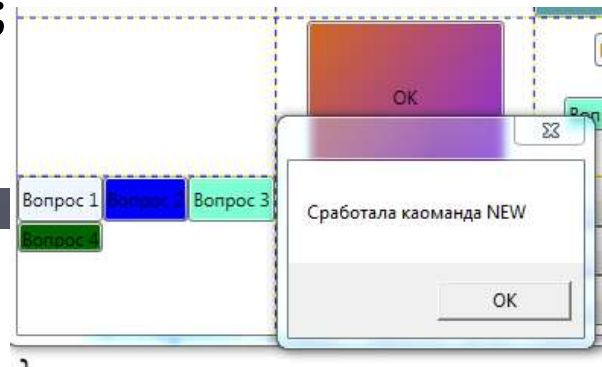 ;
OK
Вопрос 1 Вопрос 2 Вопрос 3
Вопрос 4
Сработала каоманда NEW
OK